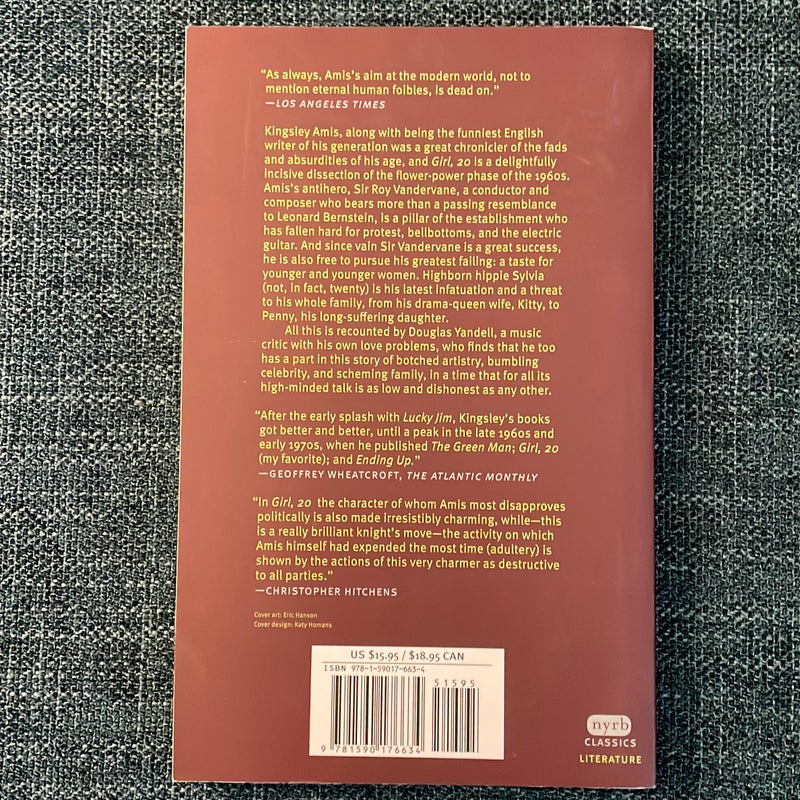 “As always, Amis’s aim at the modern world, not to
mention eternal human foibles, is dead on.”
—LOS ANGELES TIMES
Kingsley Amis, along with being the funniest English
writer of his generation was a great chronicler of the fads
and absurdities of his age, and Girl, 20 is a delightfully
incisive dissection of the flower-power phase of the 1960s.
Amis’s antihero, Sir Roy Vandervane, a conductor and
composer who bears more than a passing resemblance
to Leonard Bernstein, is a pillar of the establishment who
has fallen hard for protest, bellbottoms, and the electric
guitar. And since vain Sir Vandervane is a great success,
he is also free to pursue his greatest failing: a taste for
younger and younger women. Highborn hippie Sylvia
(not, in fact, twenty) is his latest infatuation and a threat
to his whole family, from his drama-queen wife, Kitty, to
Penny, his long-suffering daughter.
All this is recounted by Douglas Yandell, a music
critic with his own love problems, who finds that he too
has a part in this story of botched artistry, bumbling
celebrity, and scheming family, in a time that for all its
high-minded talk is as low and dishonest as any other.
“After the early splash with Lucky Jim, Kingsley’s books
got better and better, until a peak in the late 1960s and
early 1970s, when he published The Green Man; Girl, 20
(my favorite); and Ending Up.”
—GEOFFREY WHEATCROFT, THE ATLANTIC MONTHLY
“In Girl, 20 the character of whom Amis most disapproves
politically is also made irresistibly charming, while—this
is a really brilliant knight’s move—the activity on which
Amis himself had expended the most time (adultery) is
shown by the actions of this very charmer as destructive
to all parties.”
—CHRISTOPHER HITCHENS
Cover art: Eric Hanson
Cover design: Katy Homans
US $15.95 / $18.95 CAN
ISBN 978-1-59017-663-4
51595
9 781590 176634
nyrb
CLASSICS
LITERATURE